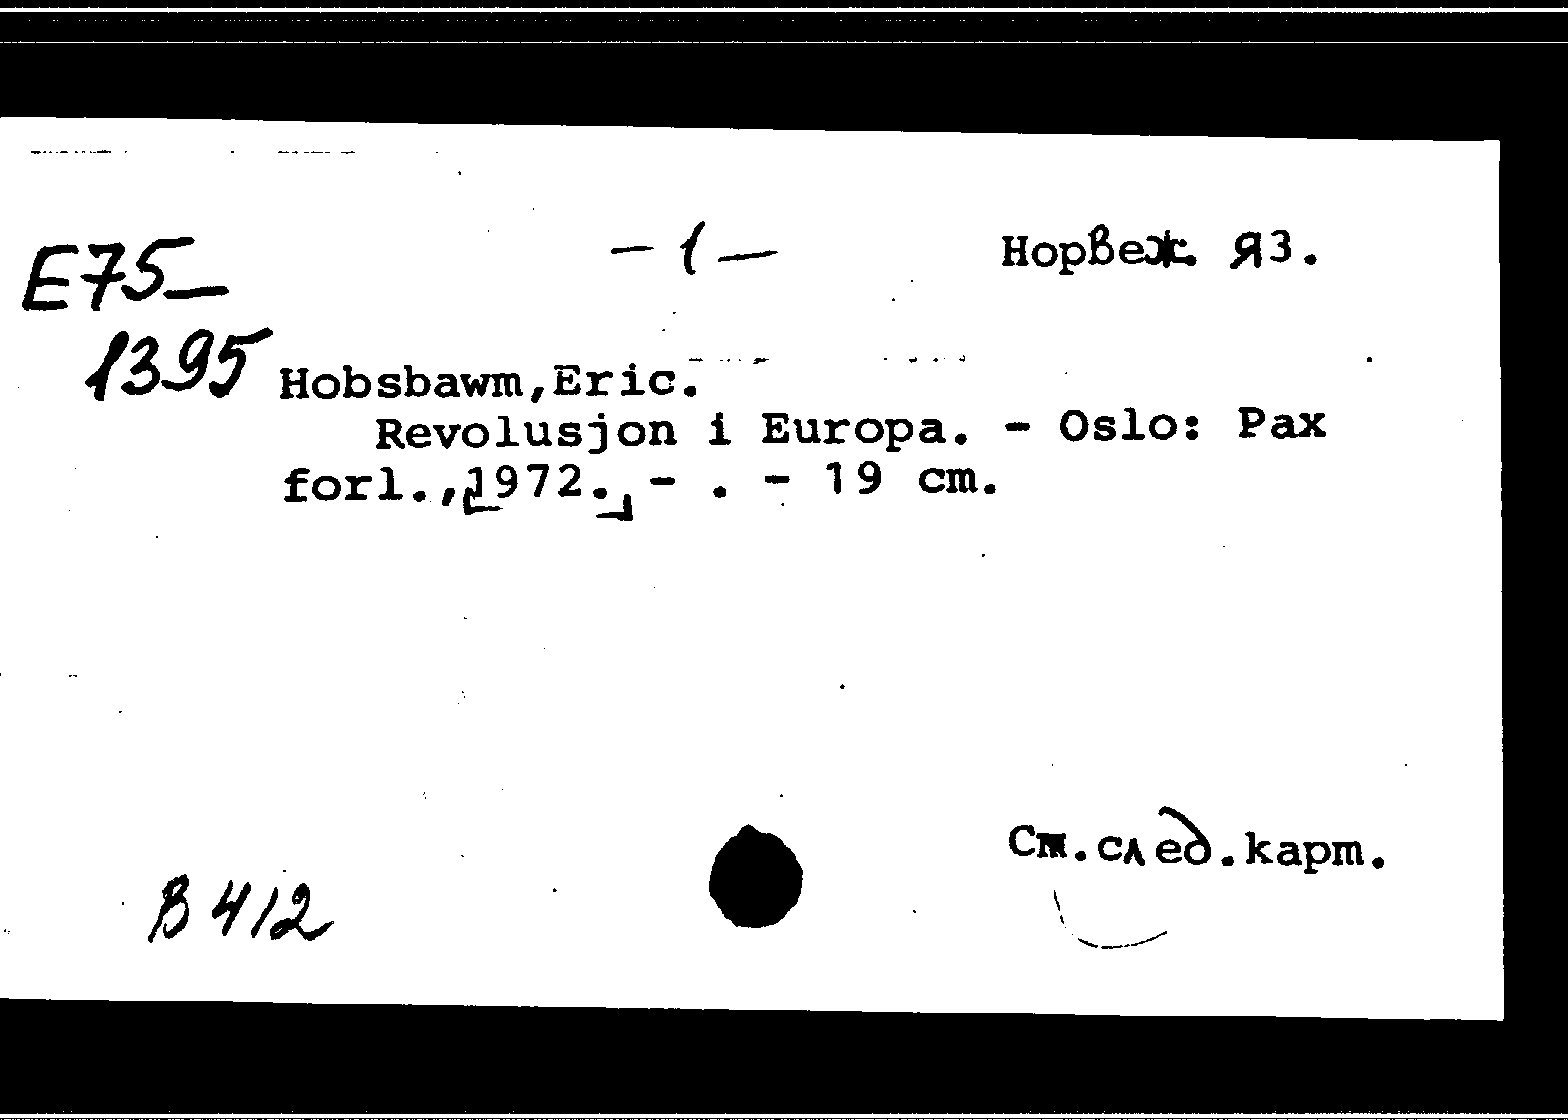 E75-
— 1 —
Норвеж. яз.
1395
Hobsbawm,Eric.
Revolusjon i Europa. - Oslo: Pax
forl.,[1972.] - . - 19 cm.
См.след.карт.
В 412